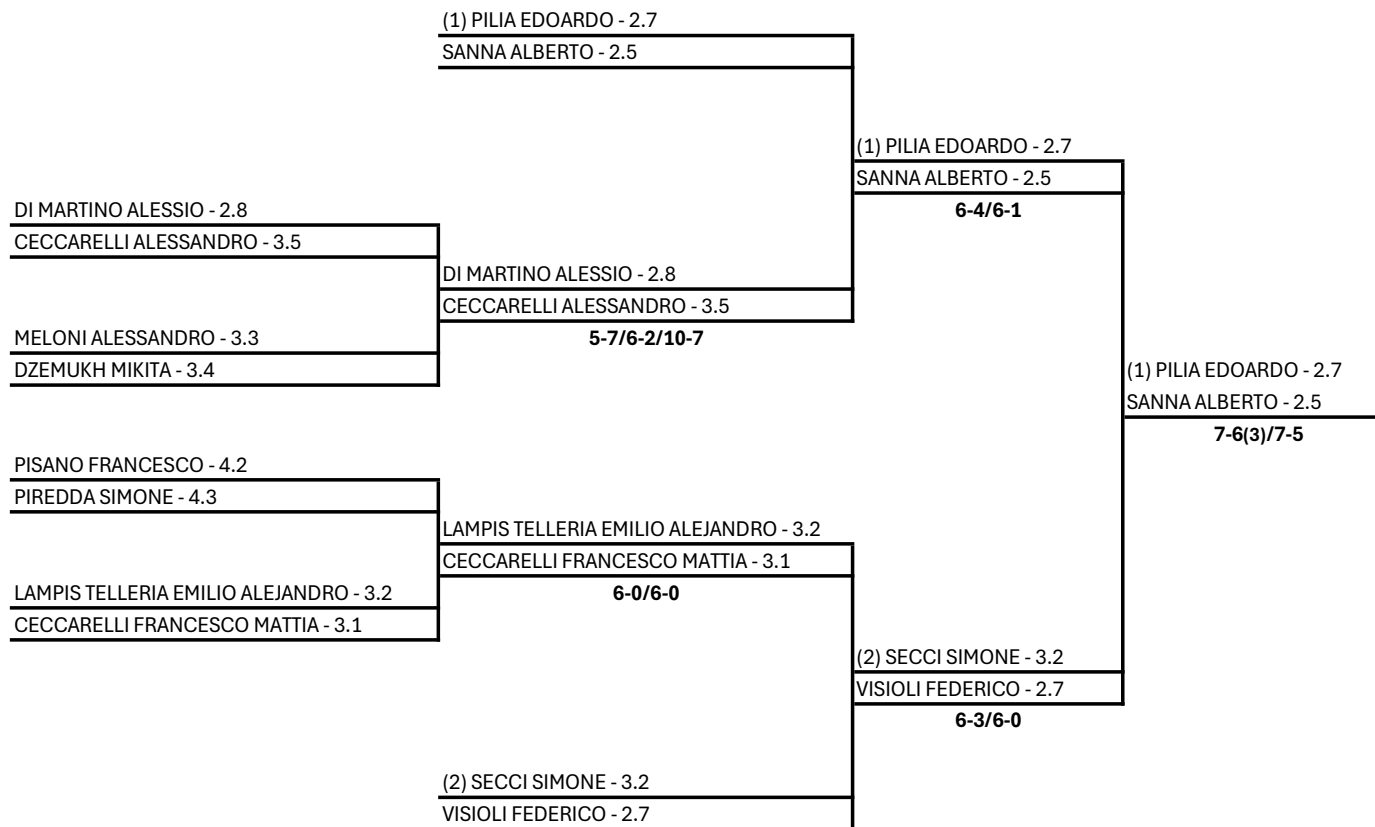 (1) PILIA EDOARDO - 2.7
SANNA ALBERTO - 2.5
(1) PILIA EDOARDO - 2.7
SANNA ALBERTO - 2.5
6-4/6-1
DI MARTINO ALESSIO - 2.8
CECCARELLI ALESSANDRO - 3.5
DI MARTINO ALESSIO - 2.8
CECCARELLI ALESSANDRO - 3.5
5-7/6-2/10-7
MELONI ALESSANDRO - 3.3
DZEMUKH MIKITA - 3.4
(1) PILIA EDOARDO - 2.7
SANNA ALBERTO - 2.5
7-6(3)/7-5
PISANO FRANCESCO - 4.2
PIREDDA SIMONE - 4.3
LAMPIS TELLERIA EMILIO ALEJANDRO - 3.2
CECCARELLI FRANCESCO MATTIA - 3.1
6-0/6-0
LAMPIS TELLERIA EMILIO ALEJANDRO - 3.2
CECCARELLI FRANCESCO MATTIA - 3.1
(2) SECCI SIMONE - 3.2
VISIOLI FEDERICO - 2.7
6-3/6-0
(2) SECCI SIMONE - 3.2
VISIOLI FEDERICO - 2.7